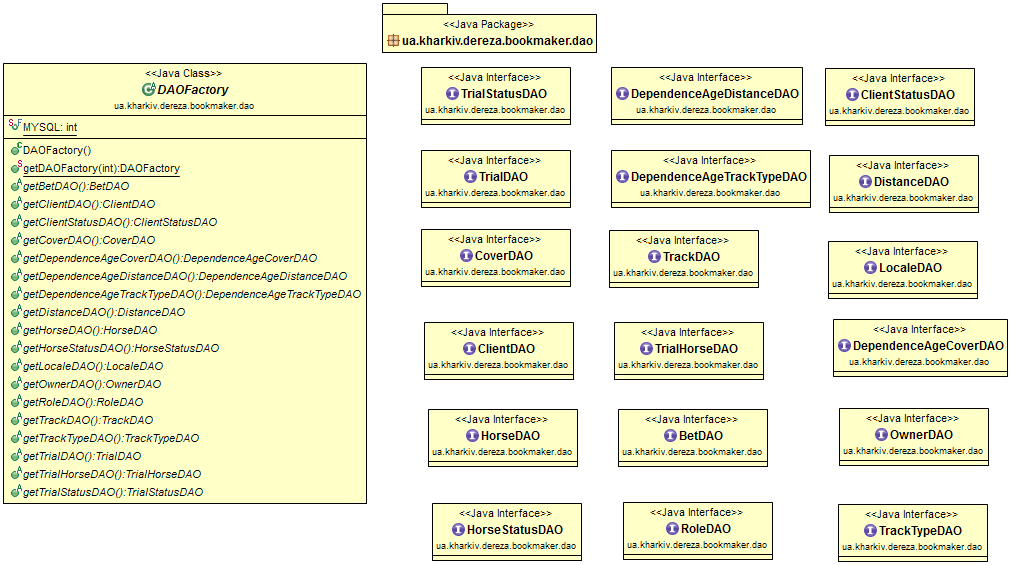 <<Java Package>>
ua.kharkiv.dereza.bookmaker.dao
<<Java Class>>
DAOFactory
ua.kharkiv.dereza.bookmaker.dao
MYSQL: int
DAOFactory()
getDAOFactory(int):DAOFactory
getBetDAO():BetDAO
getClientDAO():ClientDAO
getClientStatusDAO():ClientStatusDAO
getCoverDAO():CoverDAO
getDependenceAgeCoverDAO():DependenceAgeCoverDAO
getDependenceAgeDistanceDAO():DependenceAgeDistanceDAO
getDependenceAgeTrackTypeDAO():DependenceAgeTrackTypeDAO
getDistanceDAO():DistanceDAO
getHorseDAO():HorseDAO
getHorseStatusDAO():HorseStatusDAO
getLocaleDAO():LocaleDAO
getOwnerDAO():OwnerDAO
getRoleDAO():RoleDAO
getTrackDAO():TrackDAO
getTrackTypeDAO():TrackTypeDAO
getTrialDAO():TrialDAO
getTrialHorseDAO():TrialHorseDAO
getTrialStatusDAO():TrialStatusDAO
<<Java Interface>>
TrialStatusDAO
ua.kharkiv.dereza.bookmaker.dao
<<Java Interface>>
DependenceAgeDistanceDAO
ua.kharkiv.dereza.bookmaker.dao
<<Java Interface>>
ClientStatusDAO
ua.kharkiv.dereza.bookmaker.dao
<<Java Interface>>
TrialDAO
ua.kharkiv.dereza.bookmaker.dao
<<Java Interface>>
DependenceAgeTrackTypeDAO
ua.kharkiv.dereza.bookmaker.dao
<<Java Interface>>
DistanceDAO
ua.kharkiv.dereza.bookmaker.dao
<<Java Interface>>
CoverDAO
ua.kharkiv.dereza.bookmaker.dao
<<Java Interface>>
TrackDAO
ua.kharkiv.dereza.bookmaker.dao
<<Java Interface>>
LocaleDAO
ua.kharkiv.dereza.bookmaker.dao
<<Java Interface>>
ClientDAO
ua.kharkiv.dereza.bookmaker.dao
<<Java Interface>>
TrialHorseDAO
ua.kharkiv.dereza.bookmaker.dao
<<Java Interface>>
DependenceAgeCoverDAO
ua.kharkiv.dereza.bookmaker.dao
<<Java Interface>>
HorseDAO
ua.kharkiv.dereza.bookmaker.dao
<<Java Interface>>
BetDAO
ua.kharkiv.dereza.bookmaker.dao
<<Java Interface>>
OwnerDAO
ua.kharkiv.dereza.bookmaker.dao
<<Java Interface>>
HorseStatusDAO
ua.kharkiv.dereza.bookmaker.dao
<<Java Interface>>
RoleDAO
ua.kharkiv.dereza.bookmaker.dao
<<Java Interface>>
TrackTypeDAO
ua.kharkiv.dereza.bookmaker.dao